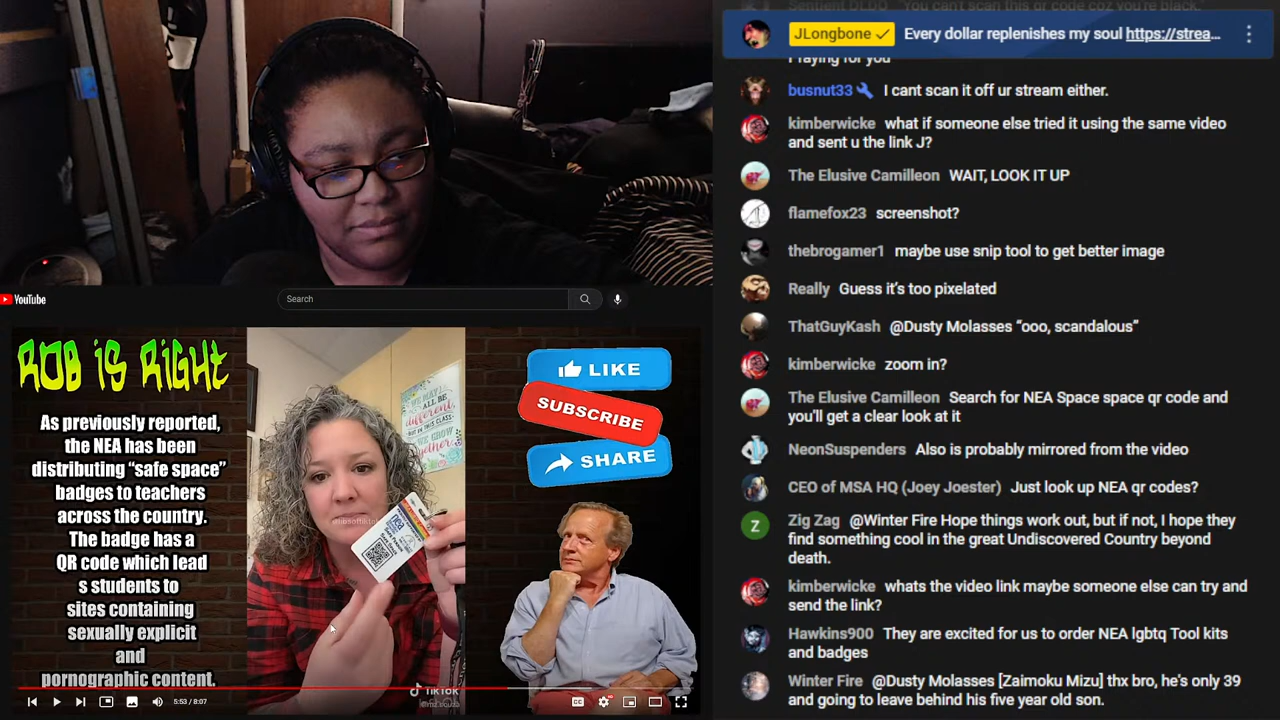 JLongbone Every dollar replenishes my soul https://strea...
busnut33 I cant scan it off ur stream either.
kimberwicke what if someone else tried it using the same video
and sent u the link J?
The Elusive Camilleon WAIT, LOOK IT UP
flamefox23 screenshot?
thebrogamer1 maybe use snip tool to get better image
Really Guess it's too pixelated
ThatGuyKash @Dusty Molasses “ooo, scandalous”
kimberwicke zoom in?
The Elusive Camilleon Search for NEA Space space qr code and
you'll get a clear look at it
NeonSuspenders Also is probably mirrored from the video
CEO of MSA HQ (Joey Joester) Just look up NEA qr codes?
Zig Zag @Winter Fire Hope things work out, but if not, I hope they
find something cool in the great Undiscovered Country beyond
death.
kimberwicke whats the video link maybe someone else can try and
send the link?
Hawkins900 They are excited for us to order NEA lgbtq Tool kits
and badges
Winter Fire @Dusty Molasses [Zaimoku Mizu] thx bro, he's only 39
and going to leave behind his five year old son.
YouTube
Search
ROB iS RiGHT
As previously reported,
the NEA has been
distributing “safe space”
badges to teachers
across the country.
The badge has a
QR code which lead
s students to
sites containing
sexually explicit
and
pornographic content.
nea
LIKE
SUBSCRIBE
SHARE
TIKTOK
5:53 / 8:07
Z